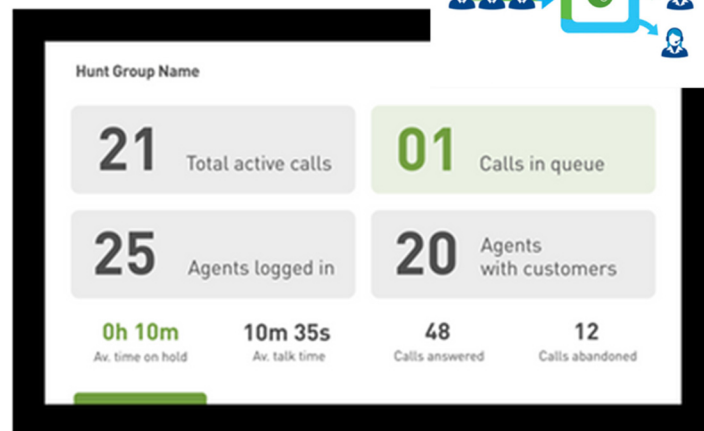 Hunt Group Name
21 Total active calls
01 Calls in queue
25 Agents logged in
20 Agents
with customers
0h 10m
Av. time on hold
10m 35s
Av. talk time
48
Calls answered
12
Calls abandoned